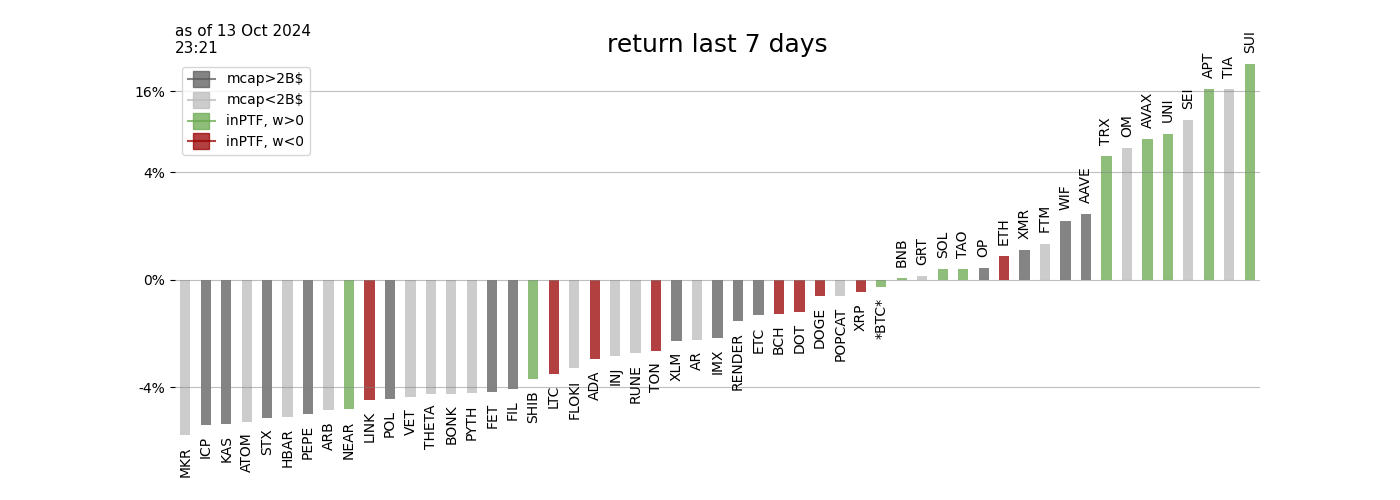 as of 13 Oct 2024
23:21
return last 7 days
mcap>2B$
mcap<2B$
inPTF, w>0
inPTF, w<0
16%
4%
0%
-4%
MKR
ICP
KAS
ATOM
STX
HBAR
PEPE
ARB
NEAR
LINK
POL
VET
THETA
BONK
PYTH
FET
FIL
SHIB
LTC
FLOKI
ADA
INJ
RUNE
TON
XLM
AR
IMX
RENDER
ETC
BCH
DOT
DOGE
POPCAT
XRP
*BTC*
BNB
GRT
SOL
TAO
OP
ETH
XMR
FTM
WIF
AAVE
TRX
OM
AVAX
UNI
SEI
APT
TIA
SUI